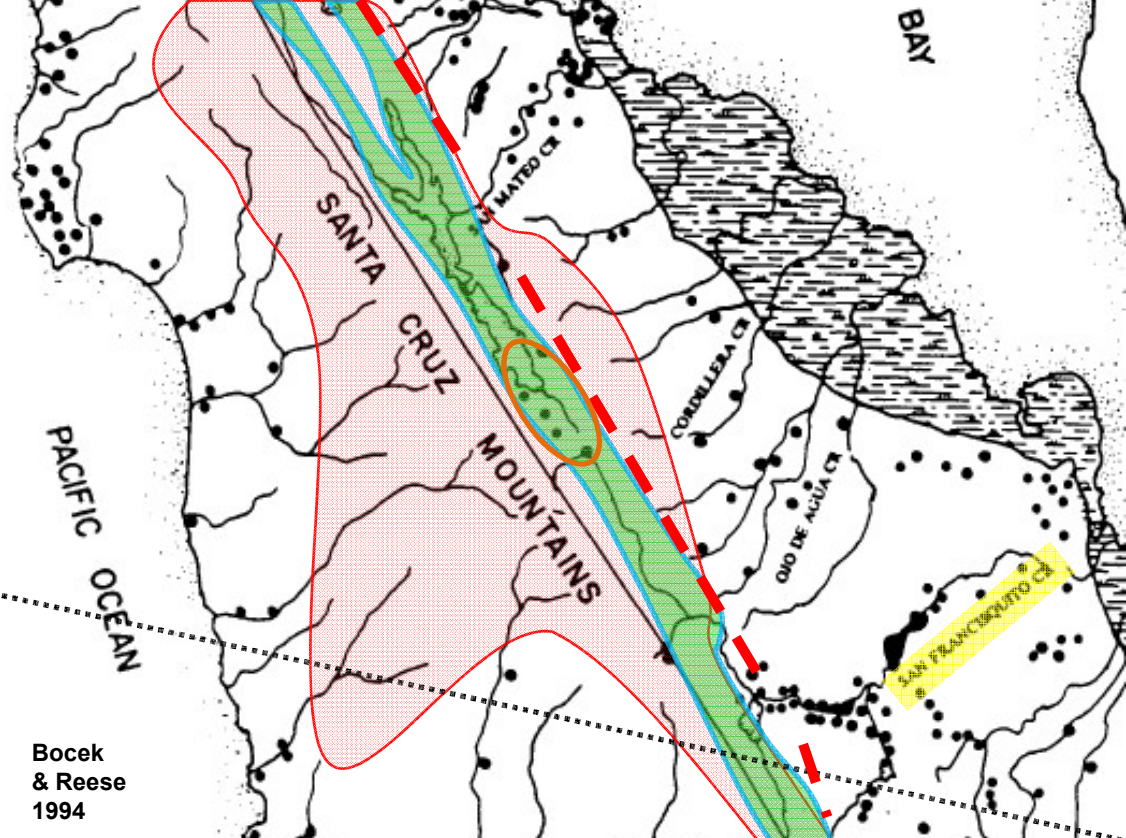 BAY
SAN MATEO CR
SANTA
CRUZ
MOUNTAINS
CORDILLERA CR
OJO DE AGUA CR
PACIFIC
OCEAN
SAN FRANCISQUITO CR
Bocek
& Reese
1994